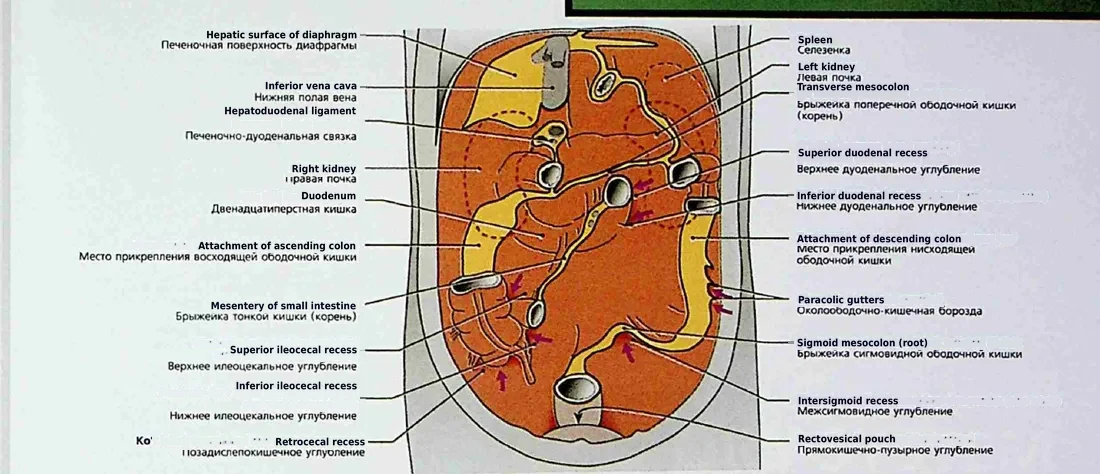 Hepatic surface of diaphragm
Печеночная поверхность диафрагмы
Inferior vena cava
Нижняя полая вена
Hepatoduodenal ligament
Печеночно-дуоденальная связка
Right kidney
Правая почка
Duodenum
Двенадцатиперстная кишка
Attachment of ascending colon
Место прикрепления восходящей ободочной кишки
Mesentery of small intestine
Брыжейка тонкой кишки (корень)
Superior ileocecal recess
Верхнее илеоцекальное углубление
Inferior ileocecal recess
Нижнее илеоцекальное углубление
Ko'
Retrocecal recess
Позадислепокишечное углубление
Spleen
Селезенка
Left kidney
Левая почка
Transverse mesocolon
Брыжейка поперечной ободочной кишки
(корень)
Superior duodenal recess
Верхнее дуоденальное углубление
Inferior duodenal recess
Нижнее дуоденальное углубление
Attachment of descending colon
Место прикрепления нисходящей
ободочной кишки
Paracolic gutters
Околоободочно-кишечная борозда
Sigmoid mesocolon (root)
Брыжейка сигмовидной ободочной кишки
Intersigmoid recess
Межсигмовидное углубление
Rectovesical pouch
Прямокишечно-пузырное углубление